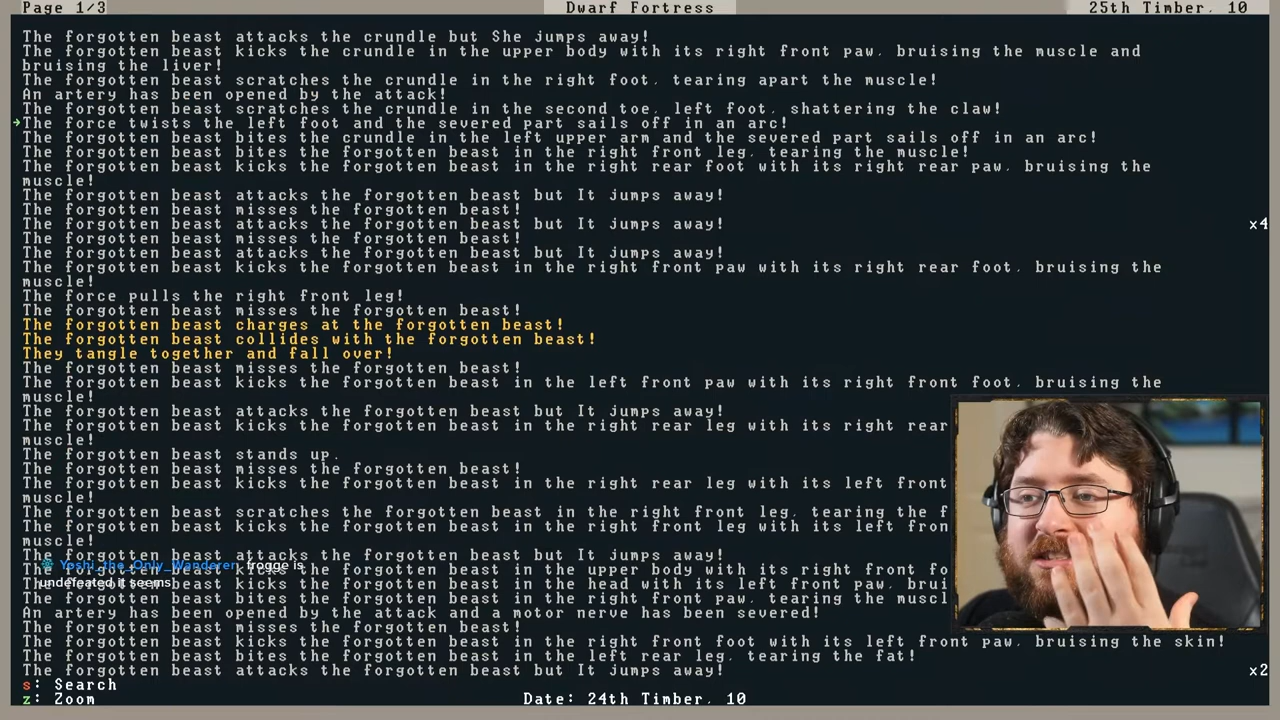 Page 1/3
Dwarf Fortress
25th Timber, 10
The forgotten beast attacks the crundle but She jumps away!
The forgotten beast kicks the crundle in the upper body with its right front paw, bruising the muscle and
bruising the liver!
The forgotten beast scratches the crundle in the right foot, tearing apart the muscle!
An artery has been opened by the attack!
The forgotten beast scratches the crundle in the second toe, left foot, shattering the claw!
→The force twists the left foot and the severed part sails off in an arc!
The forgotten beast bites the crundle in the left upper arm and the severed part sails off in an arc!
The forgotten beast bites the forgotten beast in the right front leg, tearing the muscle!
The forgotten beast kicks the forgotten beast in the right rear foot with its right rear paw, bruising the
muscle!
The forgotten beast attacks the forgotten beast but It jumps away!
The forgotten beast misses the forgotten beast!
The forgotten beast attacks the forgotten beast but It jumps away! x4
The forgotten beast misses the forgotten beast!
The forgotten beast attacks the forgotten beast but It jumps away!
The forgotten beast kicks the forgotten beast in the right front paw with its right rear foot, bruising the
muscle!
The force pulls the right front leg!
The forgotten beast misses the forgotten beast!
The forgotten beast charges at the forgotten beast!
The forgotten beast collides with the forgotten beast!
They tangle together and fall over!
The forgotten beast misses the forgotten beast!
The forgotten beast kicks the forgotten beast in the left front paw with its right front foot, bruising the
muscle!
The forgotten beast attacks the forgotten beast but It jumps away!
The forgotten beast kicks the forgotten beast in the right rear leg with its right rear
muscle!
The forgotten beast stands up.
The forgotten beast misses the forgotten beast!
The forgotten beast kicks the forgotten beast in the right rear leg with its left front
muscle!
The forgotten beast scratches the forgotten beast in the right front leg, tearing the f
The forgotten beast kicks the forgotten beast in the right front leg with its left fron
muscle!
The forgotten beast attacks the forgotten beast but It jumps away!
The forgotten beast kicks the forgotten beast in the upper body with its right front fo
Yoshi_the_Only_Wanderer: frogge is
undefeated it seems
The forgotten beast kicks the forgotten beast in the head with its left front paw, brui
The forgotten beast bites the forgotten beast in the right front paw, tearing the muscl
An artery has been opened by the attack and a motor nerve has been severed!
The forgotten beast misses the forgotten beast!
The forgotten beast kicks the forgotten beast in the right front foot with its left front paw, bruising the skin!
The forgotten beast bites the forgotten beast in the left rear leg, tearing the fat!
The forgotten beast attacks the forgotten beast but It jumps away! x2
s: Search
z: Zoom
Date: 24th Timber, 10